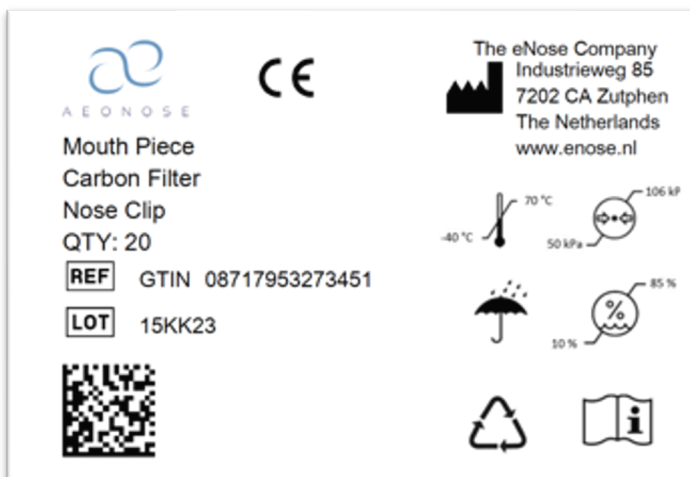 AEONOSE
CE
The eNose Company
Industrieweg 85
7202 CA Zutphen
The Netherlands
www.enose.nl
Mouth Piece
Carbon Filter
Nose Clip
QTY: 20
REF GTIN 08717953273451
LOT 15KK23
70 °C
-40 °C
106 kP
50 kPa
85 %
%
10 %
i